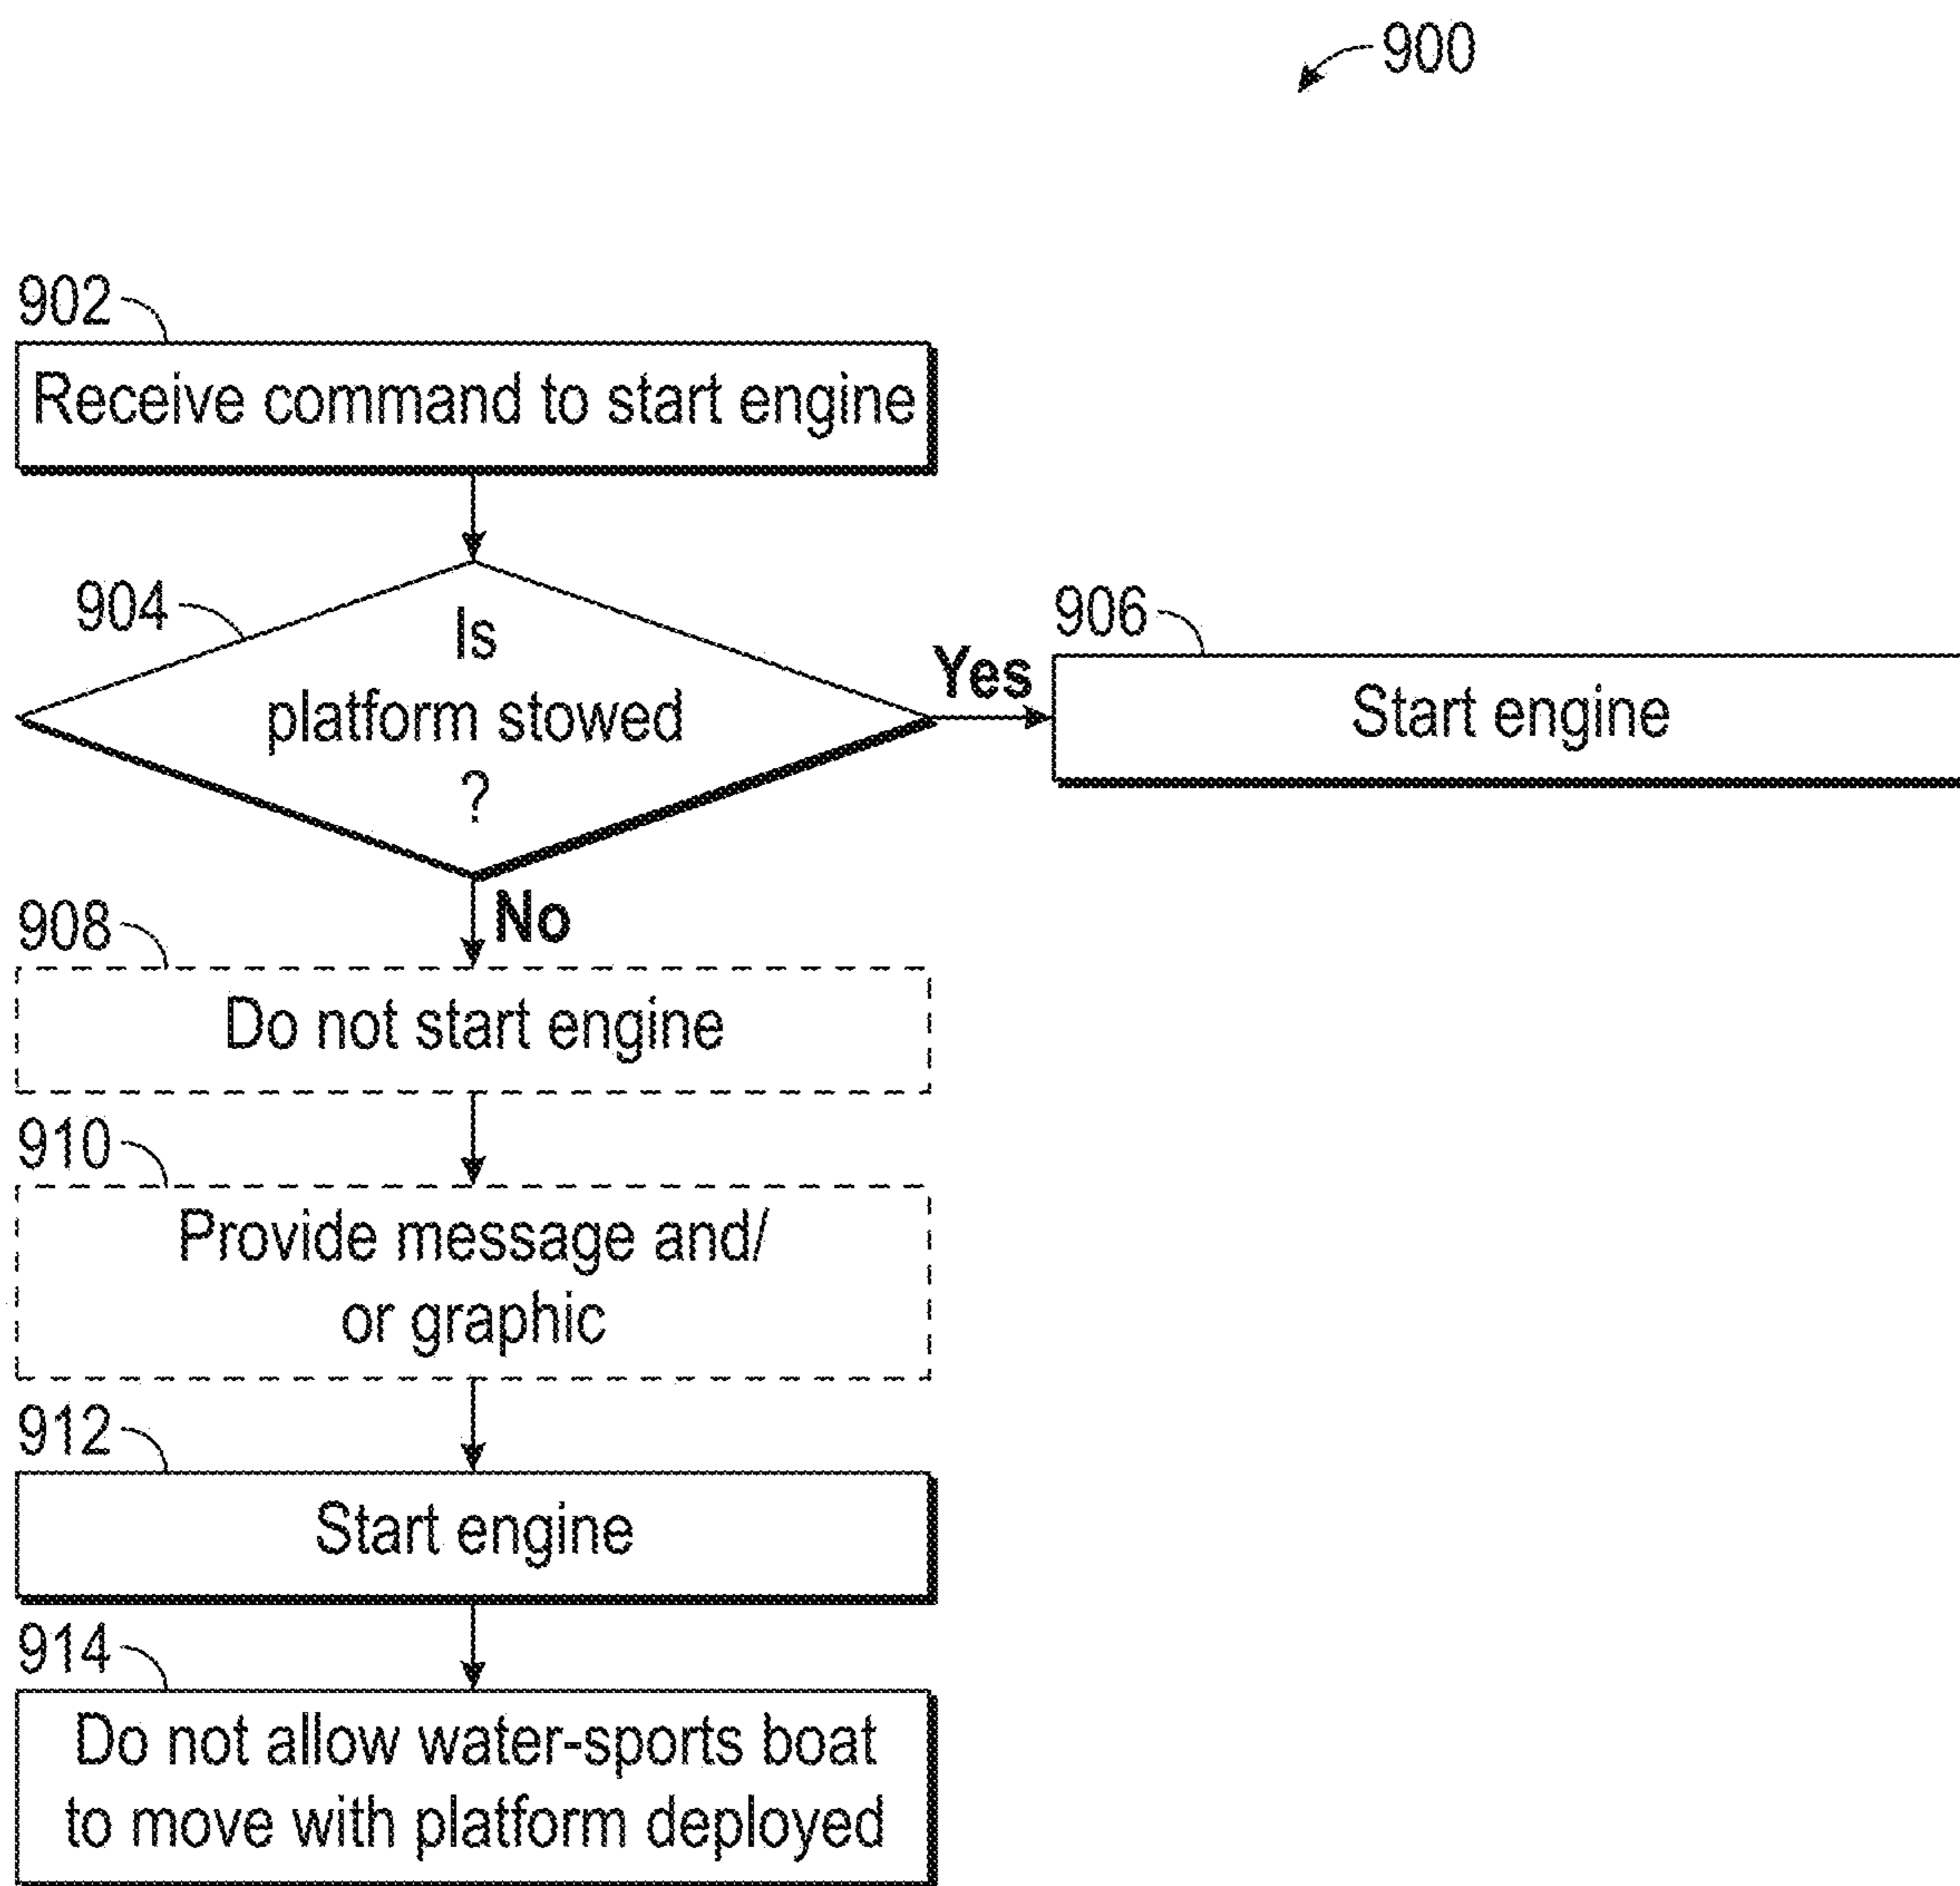 900
902
Receive command to start engine
904
Is
platform stowed
?
Yes
906
Start engine
No
908
Do not start engine
910
Provide message and/
or graphic
912
Start engine
914
Do not allow water-sports boat
to move with platform deployed